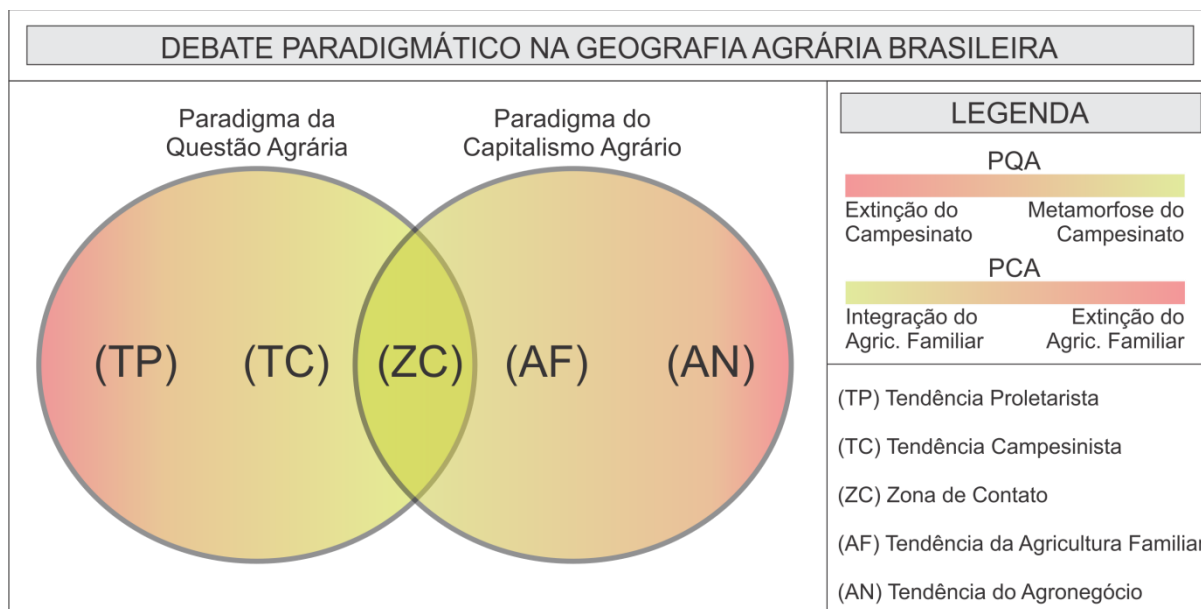 DEBATE PARADIGMÁTICO NA GEOGRAFIA AGRÁRIA BRASILEIRA
Paradigma da
Questão Agrária
Paradigma do
Capitalismo Agrário
(TP)
(TC)
(ZC)
(AF)
(AN)
LEGENDA
PQA
Extinção do
Campesinato
Metamorfose do
Campesinato
PCA
Integração do
Agric. Familiar
Extinção do
Agric. Familiar
(TP) Tendência Proletarista
(TC) Tendência Campesinista
(ZC) Zona de Contato
(AF) Tendência da Agricultura Familiar
(AN) Tendência do Agronegócio